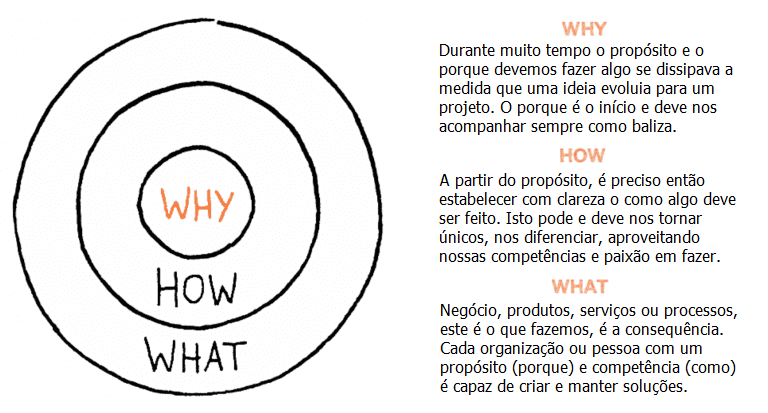 WHY
HOW
WHAT
WHY
Durante muito tempo o propósito e o
porque devemos fazer algo se dissipava a
medida que uma ideia evoluia para um
projeto. O porque é o início e deve nos
acompanhar sempre como baliza.
HOW
A partir do propósito, é preciso então
estabelecer com clareza o como algo deve
ser feito. Isto pode e deve nos tornar
únicos, nos diferenciar, aproveitando
nossas competências e paixão em fazer.
WHAT
Negócio, produtos, serviços ou processos,
este é o que fazemos, é a consequência.
Cada organização ou pessoa com um
propósito (porque) e competência (como)
é capaz de criar e manter soluções.